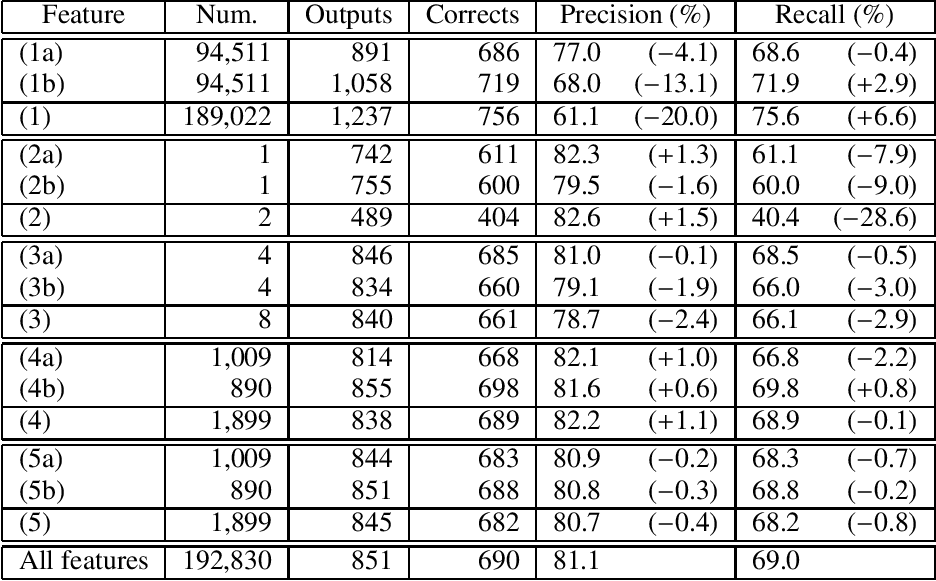 Feature Num. Outputs Corrects Precision (%) Recall (%)
(1a) 94,511 891 686 77.0 (−4.1) 68.6 (−0.4)
(1b) 94,511 1,058 719 68.0 (−13.1) 71.9 (+2.9)
(1) 189,022 1,237 756 61.1 (−20.0) 75.6 (+6.6)
(2a) 1 742 611 82.3 (+1.3) 61.1 (−7.9)
(2b) 1 755 600 79.5 (−1.6) 60.0 (−9.0)
(2) 2 489 404 82.6 (+1.5) 40.4 (−28.6)
(3a) 4 846 685 81.0 (−0.1) 68.5 (−0.5)
(3b) 4 834 660 79.1 (−1.9) 66.0 (−3.0)
(3) 8 840 661 78.7 (−2.4) 66.1 (−2.9)
(4a) 1,009 814 668 82.1 (+1.0) 66.8 (−2.2)
(4b) 890 855 698 81.6 (+0.6) 69.8 (+0.8)
(4) 1,899 838 689 82.2 (+1.1) 68.9 (−0.1)
(5a) 1,009 844 683 80.9 (−0.2) 68.3 (−0.7)
(5b) 890 851 688 80.8 (−0.3) 68.8 (−0.2)
(5) 1,899 845 682 80.7 (−0.4) 68.2 (−0.8)
All features 192,830 851 690 81.1 69.0